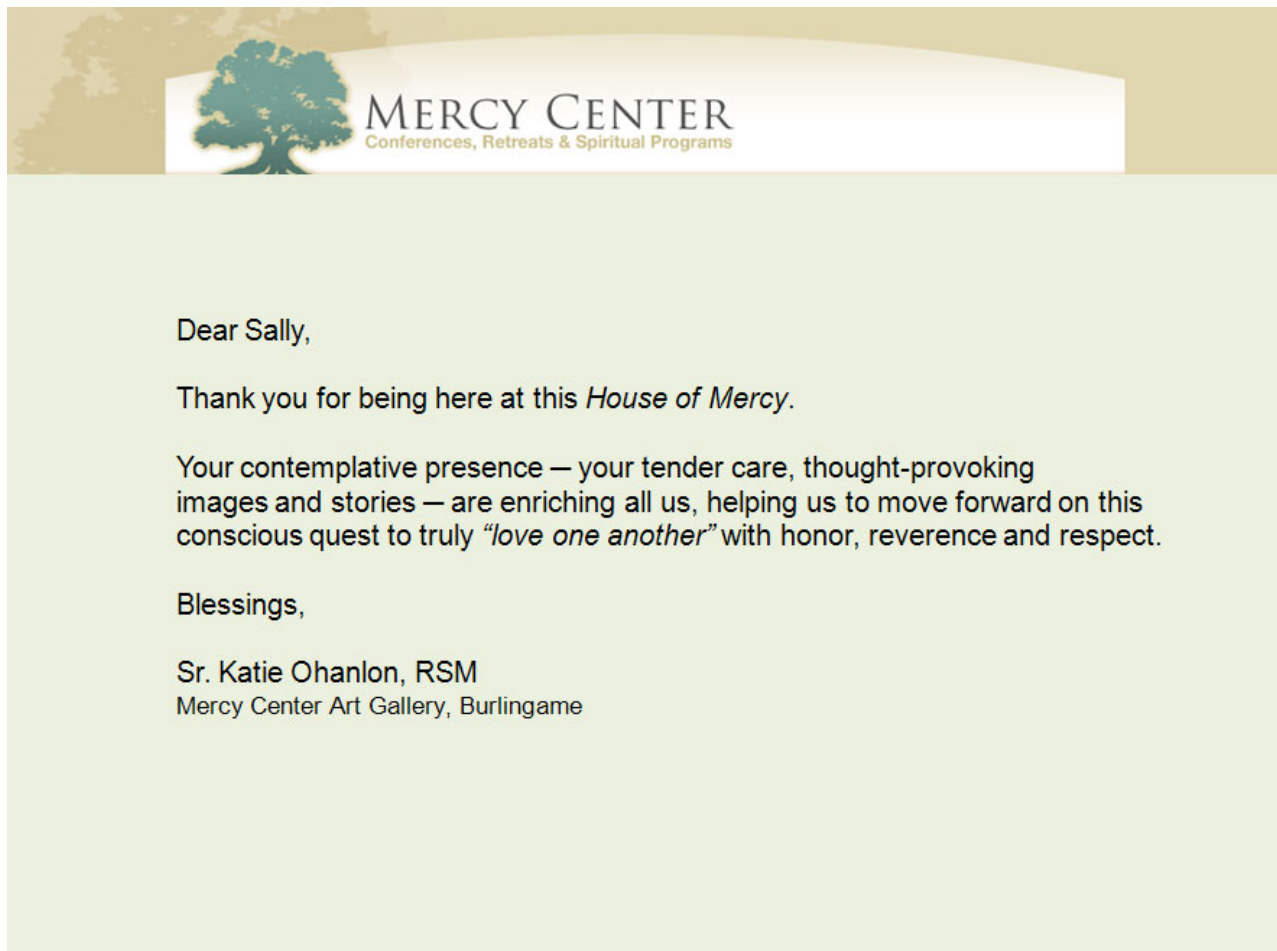 MERCY CENTER
Conferences, Retreats & Spiritual Programs
Dear Sally,
Thank you for being here at this House of Mercy.
Your contemplative presence — your tender care, thought-provoking
images and stories — are enriching all us, helping us to move forward on this
conscious quest to truly “love one another” with honor, reverence and respect.
Blessings,
Sr. Katie Ohanlon, RSM
Mercy Center Art Gallery, Burlingame